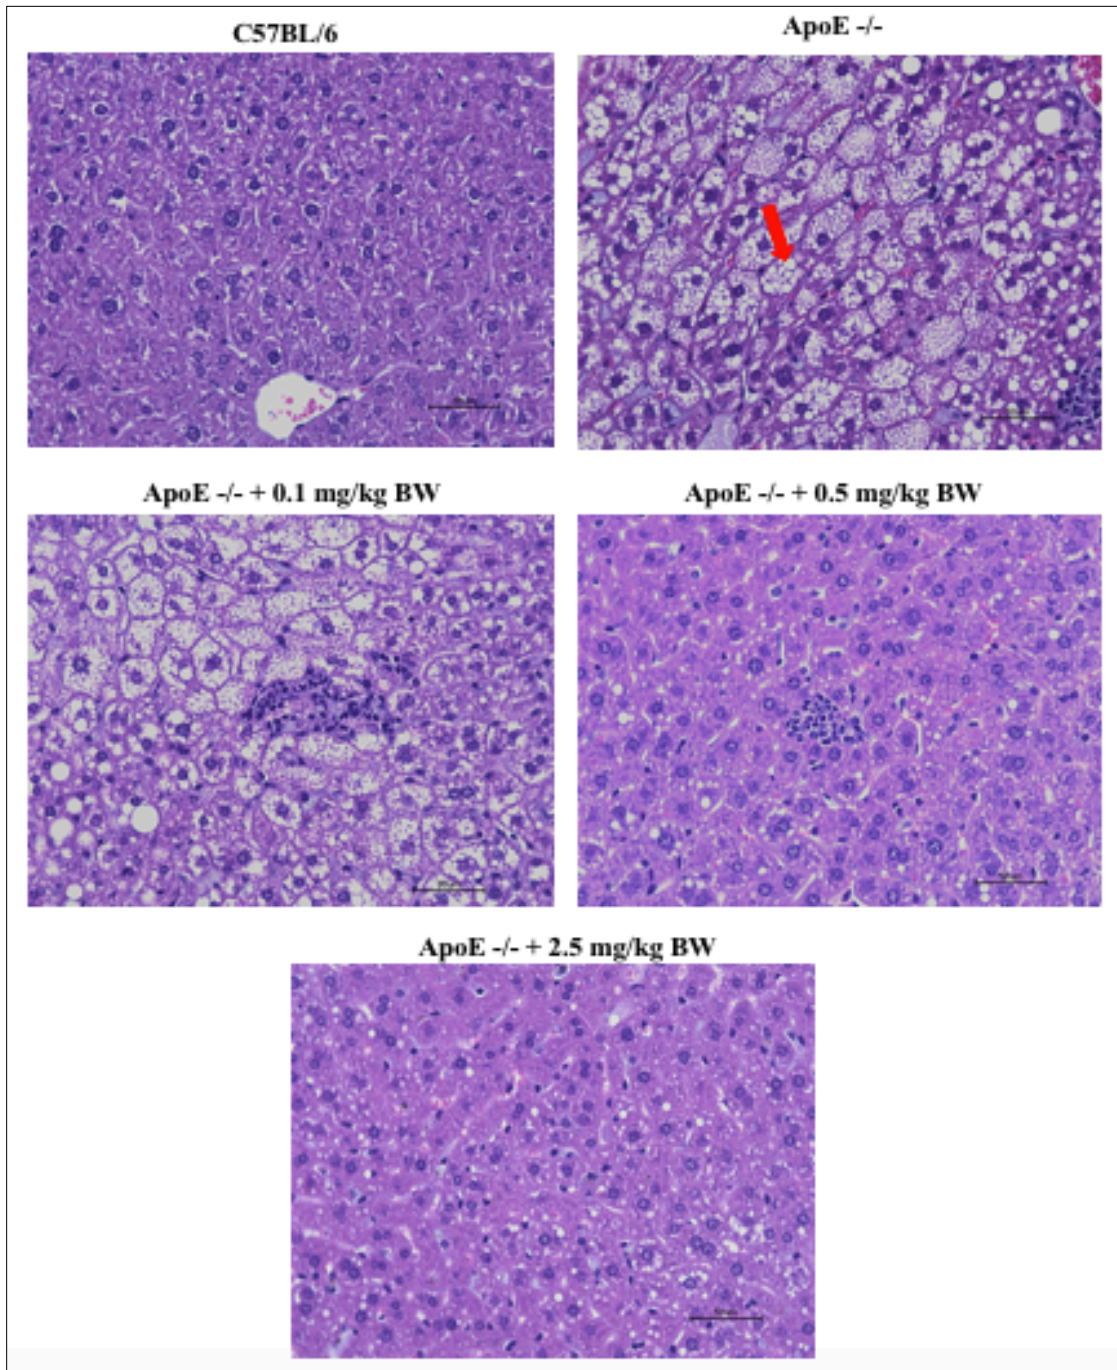 C57BL/6
ApoE -/-
ApoE -/- + 0.1 mg/kg BW
ApoE -/- + 0.5 mg/kg BW
ApoE -/- + 2.5 mg/kg BW